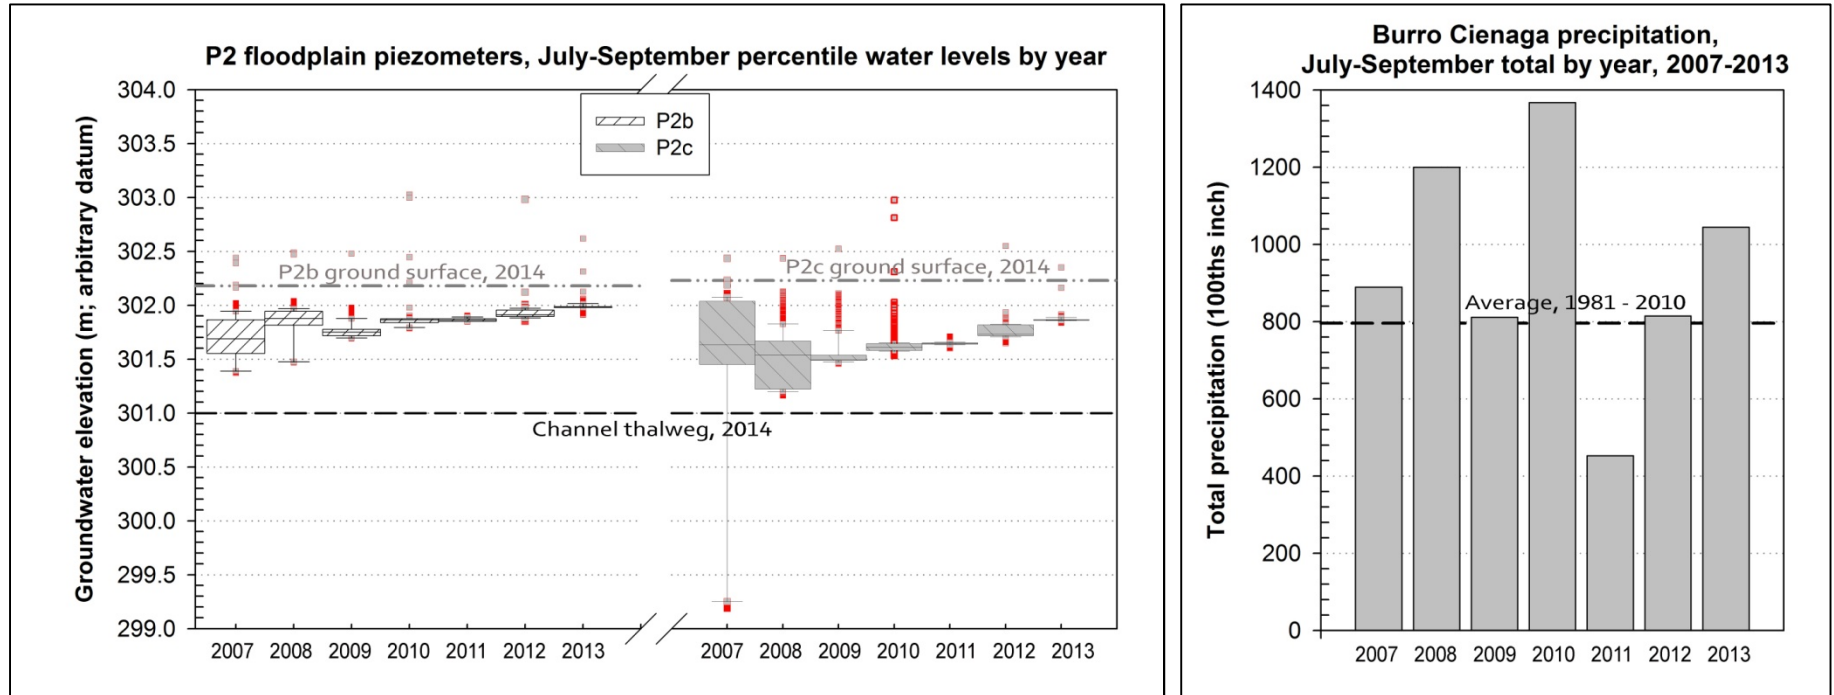 P2 floodplain piezometers, July-September percentile water levels by year
Groundwater elevation (m; arbitrary datum)
304.0
303.5
303.0
302.5
302.0
301.5
301.0
300.5
300.0
299.5
299.0
P2b
P2c
P2b ground surface, 2014
P2c ground surface, 2014
Channel thalweg, 2014
2007 2008 2009 2010 2011 2012 2013
2007 2008 2009 2010 2011 2012 2013
Burro Cienaga precipitation,
July-September total by year, 2007-2013
Total precipitation (100ths inch)
1400
1200
1000
800
600
400
200
0
Average, 1981 - 2010
2007 2008 2009 2010 2011 2012 2013